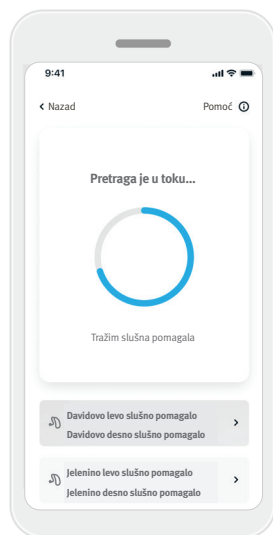 9:41
Nazad Pomoć
Pretraga je u toku...
Tražim slušna pomagala
Davidovo levo slušno pomagalo
Davidovo desno slušno pomagalo
Jelenino levo slušno pomagalo
Jelenino desno slušno pomagalo